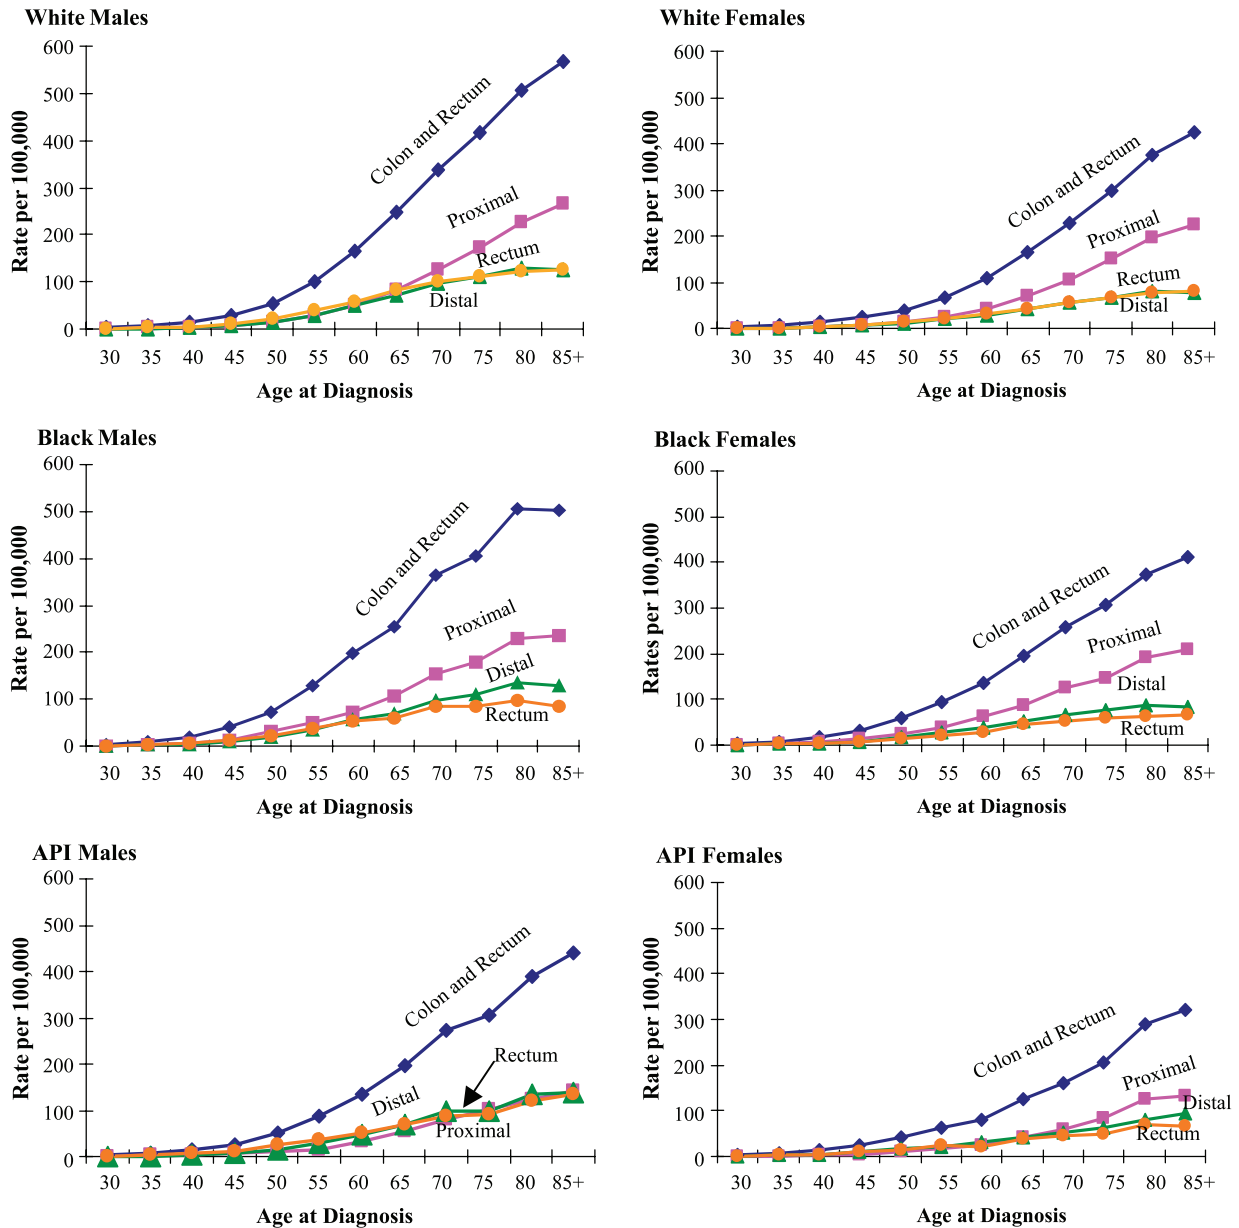 White Males
600
500
400
300
200
100
0
Rate per 100,000
Colon and Rectum
Proximal
Rectum
Distal
30 35 40 45 50 55 60 65 70 75 80 85+
Age at Diagnosis
White Females
600
500
400
300
200
100
0
Rate per 100,000
Colon and Rectum
Proximal
Rectum
Distal
30 35 40 45 50 55 60 65 70 75 80 85+
Age at Diagnosis
Black Males
600
500
400
300
200
100
0
Rate per 100,000
Colon and Rectum
Proximal
Distal
Rectum
30 35 40 45 50 55 60 65 70 75 80 85+
Age at Diagnosis
Black Females
600
500
400
300
200
100
0
Rates per 100,000
Colon and Rectum
Proximal
Distal
Rectum
30 35 40 45 50 55 60 65 70 75 80 85+
Age at Diagnosis
API Males
600
500
400
300
200
100
0
Rate per 100,000
Colon and Rectum
Rectum
Distal
Proximal
30 35 40 45 50 55 60 65 70 75 80 85+
Age at Diagnosis
API Females
600
500
400
300
200
100
0
Rate per 100,000
Colon and Rectum
Proximal
Distal
Rectum
30 35 40 45 50 55 60 65 70 75 80 85+
Age at Diagnosis